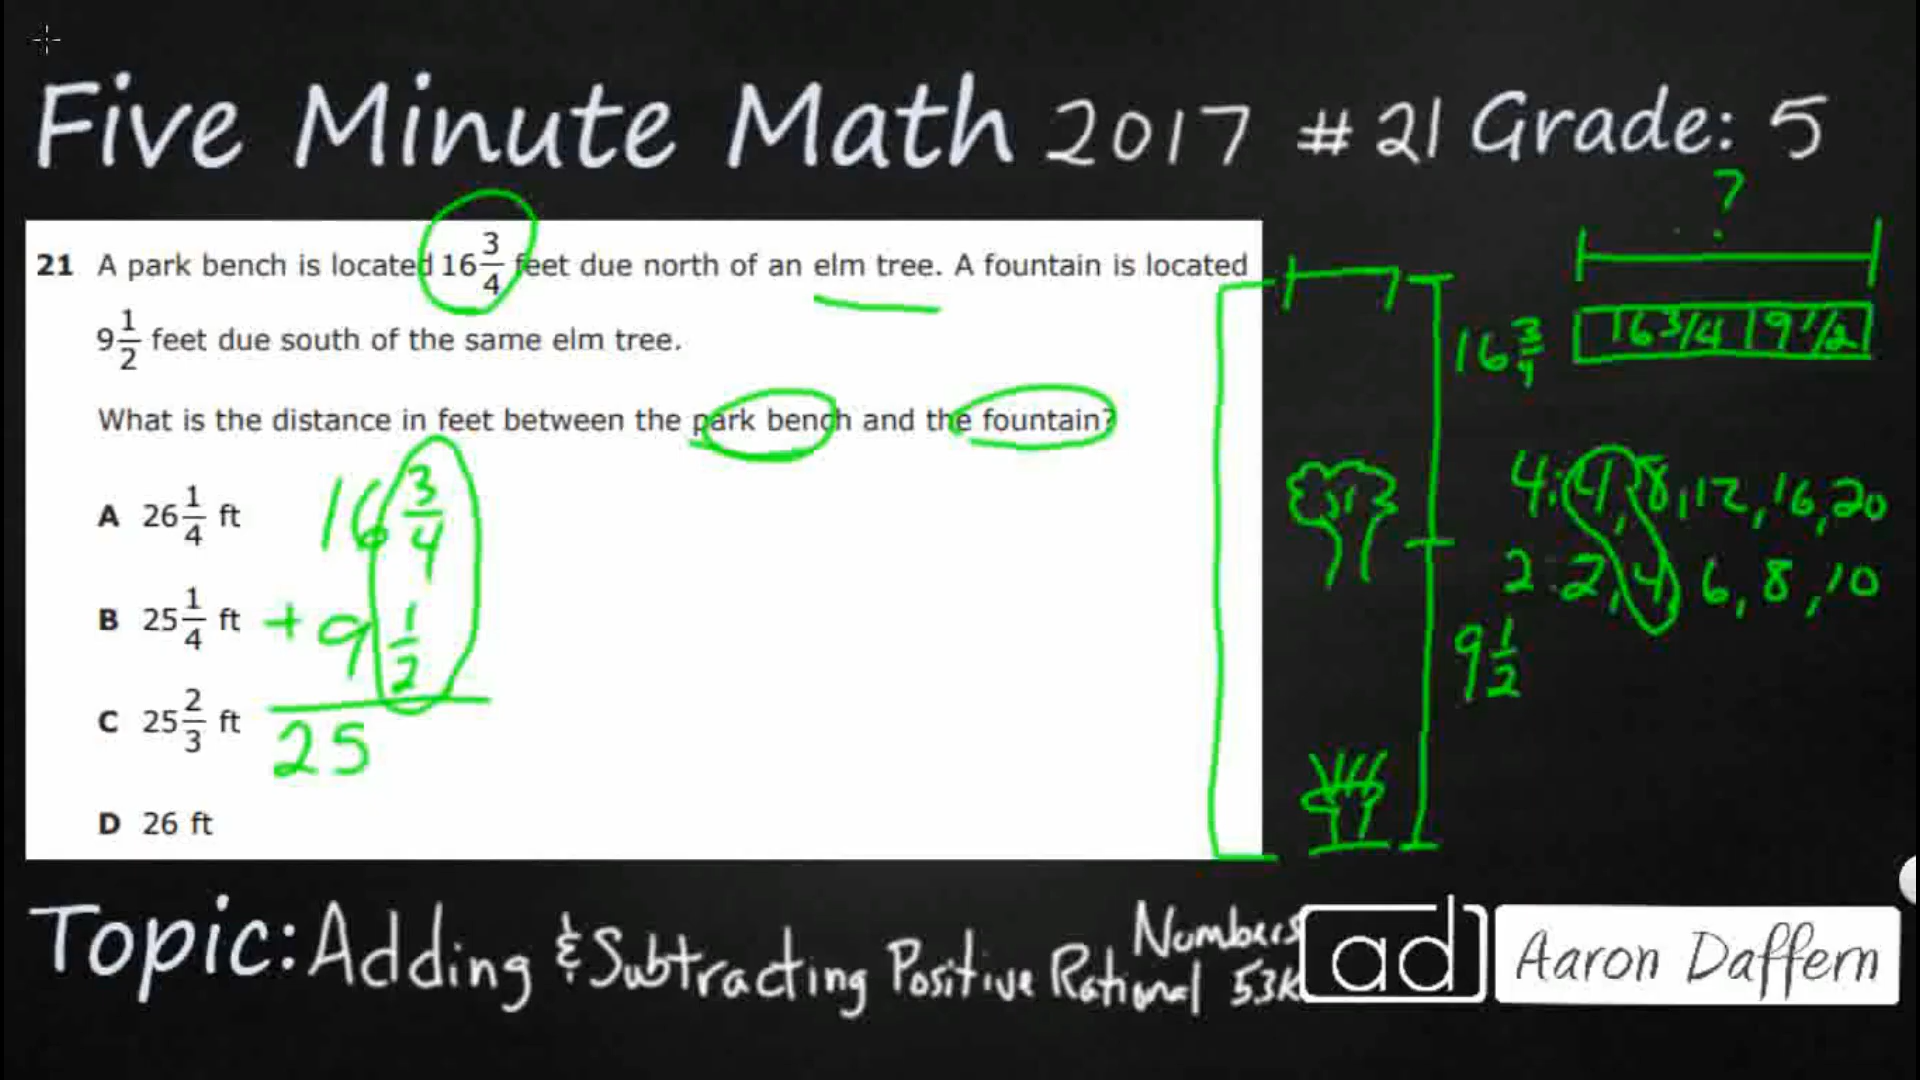 Five Minute Math 2017 #21 Grade: 5
?
21 A park bench is located 16 3/4 feet due north of an elm tree. A fountain is located
9 1/2 feet due south of the same elm tree.
What is the distance in feet between the park bench and the fountain?
A 26 1/4 ft
B 25 1/4 ft
C 25 2/3 ft
D 26 ft
16 3/4
+ 9 1/2
25
16 3/4
16 3/4 9 1/2
4: 4, 8, 12, 16, 20
2: 2, 4, 6, 8, 10
9 1/2
Topic: Adding & Subtracting Positive Rational Numbers 5.3K
ad Aaron Daffern